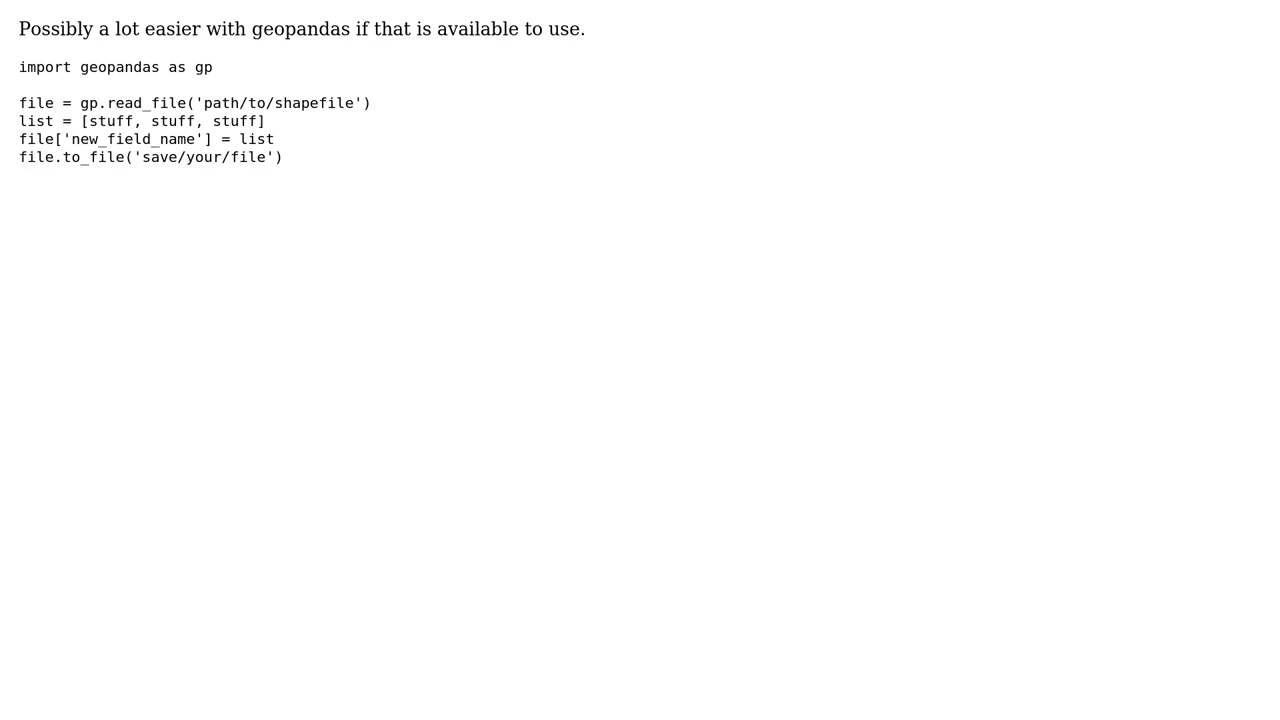 Possibly a lot easier with geopandas if that is available to use.
import geopandas as gp
file = gp.read_file('path/to/shapefile')
list = [stuff, stuff, stuff]
file['new_field_name'] = list
file.to_file('save/your/file')